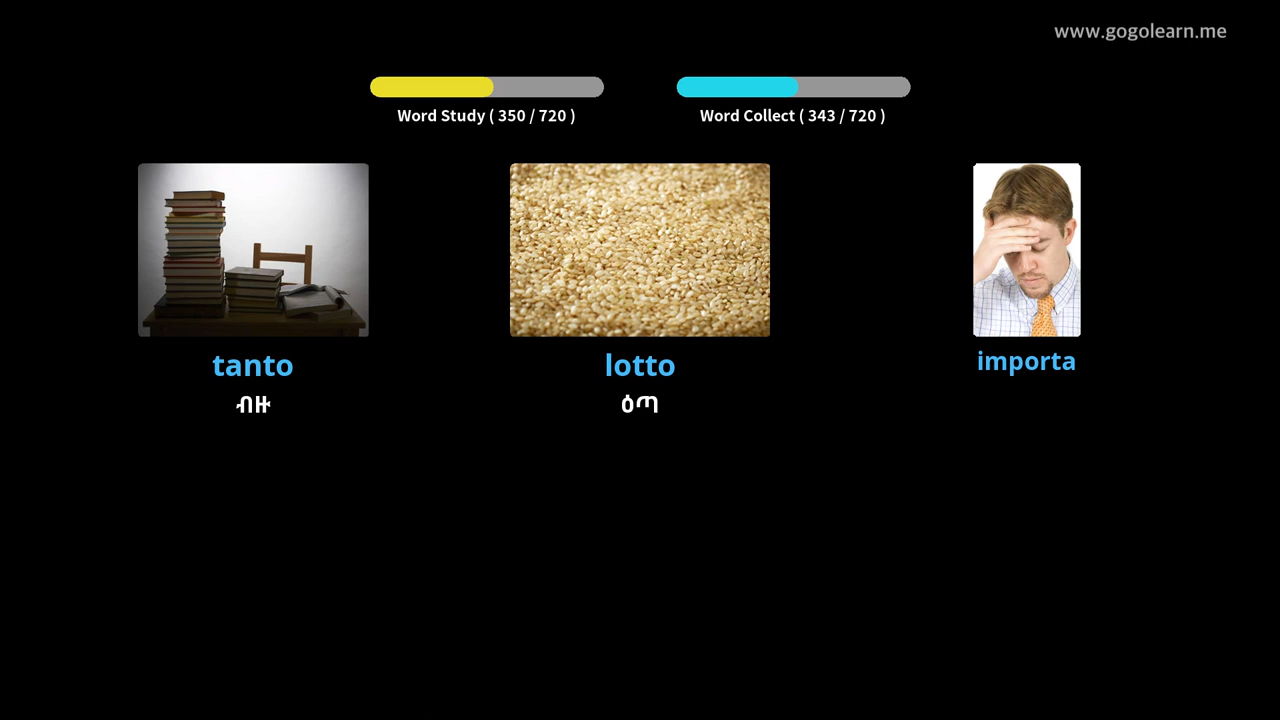 www.gogolearn.me
Word Study ( 350 / 720 )
Word Collect ( 343 / 720 )
tanto
lotto
importa
ብዙ
ዕጣ